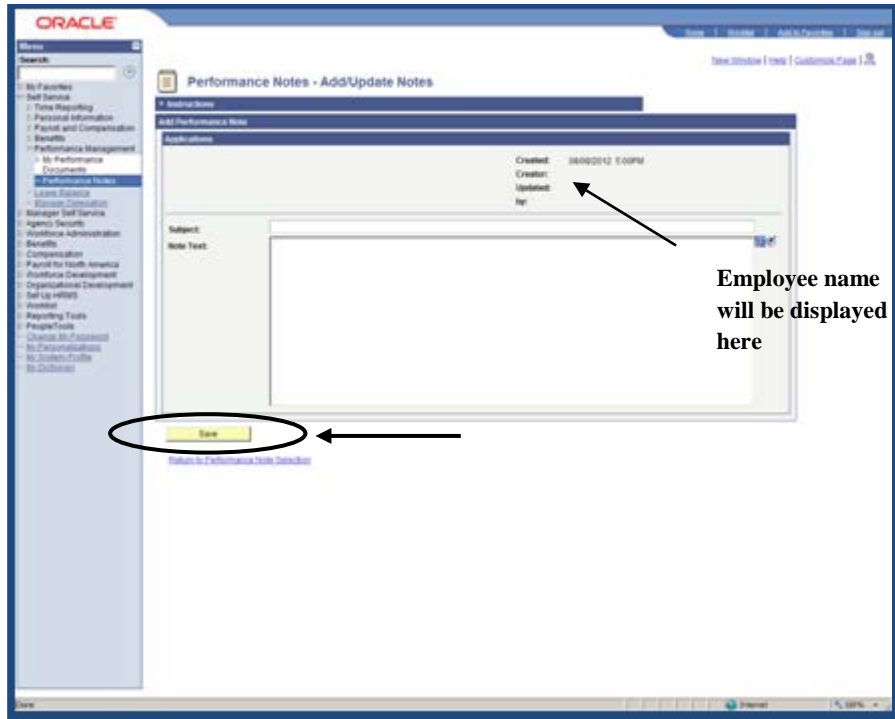 ORACLE
Home | Worklist | Add to Favorites | Sign out
Menu
Search:
New Window | Help | Customize Page
My Favorites
Self Service
Time Reporting
Personal Information
Payroll and Compensation
Benefits
Performance Management
My Performance
Documents
Performance Notes
Leave Balance
Manage Delegation
Manager Self Service
Agency Security
Workforce Administration
Benefits
Compensation
Payroll for North America
Workforce Development
Organizational Development
Set Up HRMS
Worklist
Reporting Tools
PeopleTools
Change My Password
My Personalizations
My System Profile
My Dictionary
Performance Notes - Add/Update Notes
Instructions
Add Performance Note
Applications
Created:
Creator:
Updated:
by:
Subject:
Note Text:
Employee name
will be displayed
here
Save
Return to Performance Note Selection
Done
Internet